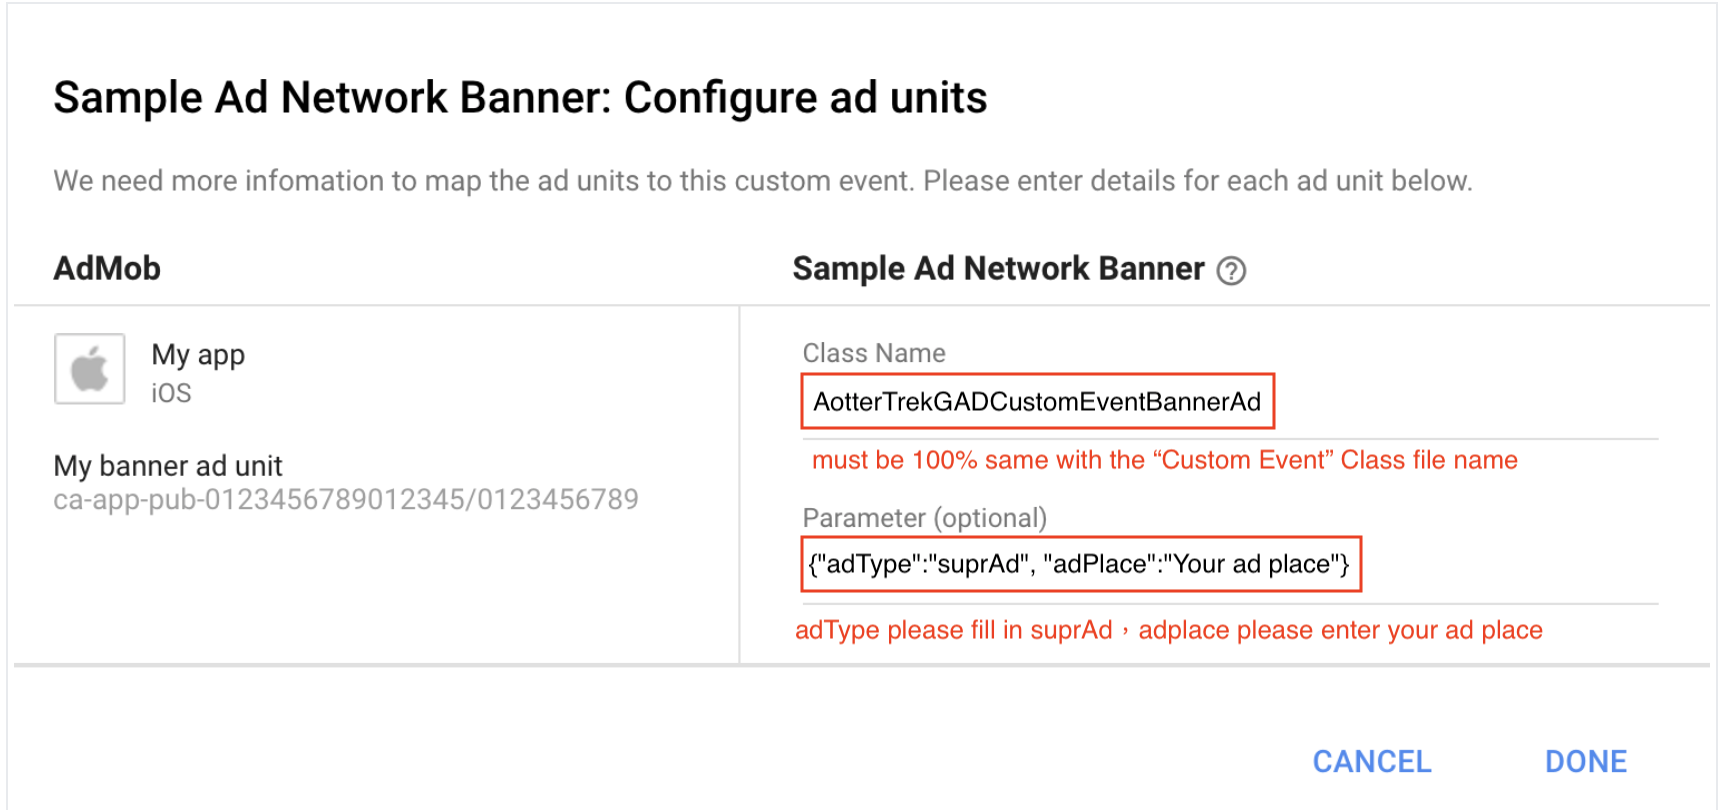 Sample Ad Network Banner: Configure ad units
We need more infomation to map the ad units to this custom event. Please enter details for each ad unit below.
AdMob
Sample Ad Network Banner ?
My app
iOS
My banner ad unit
ca-app-pub-0123456789012345/0123456789
Class Name
AotterTrekGADCustomEventBannerAd
must be 100% same with the “Custom Event” Class file name
Parameter (optional)
{"adType":"suprAd", "adPlace":"Your ad place"}
adType please fill in suprAd，adplace please enter your ad place
CANCEL
DONE